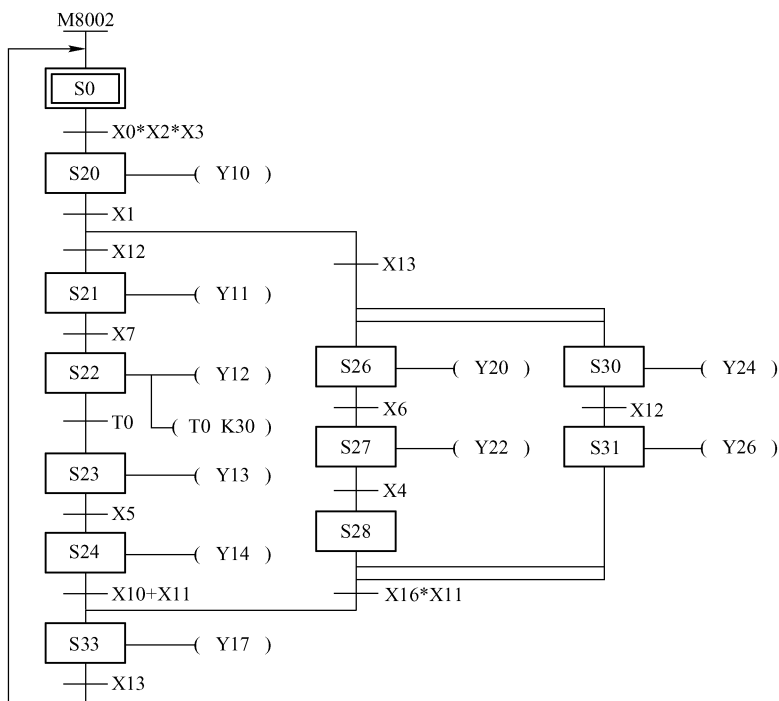 M8002
S0
X0*X2*X3
S20 ( Y10 )
X1
X12
X13
S21 ( Y11 )
X7
S22 ( Y12 )
S26 ( Y20 )
S30 ( Y24 )
X6
X12
T0
( T0 K30 )
S27 ( Y22 )
S31 ( Y26 )
S23 ( Y13 )
X4
X5
S28
S24 ( Y14 )
X10+X11
X16*X11
S33 ( Y17 )
X13